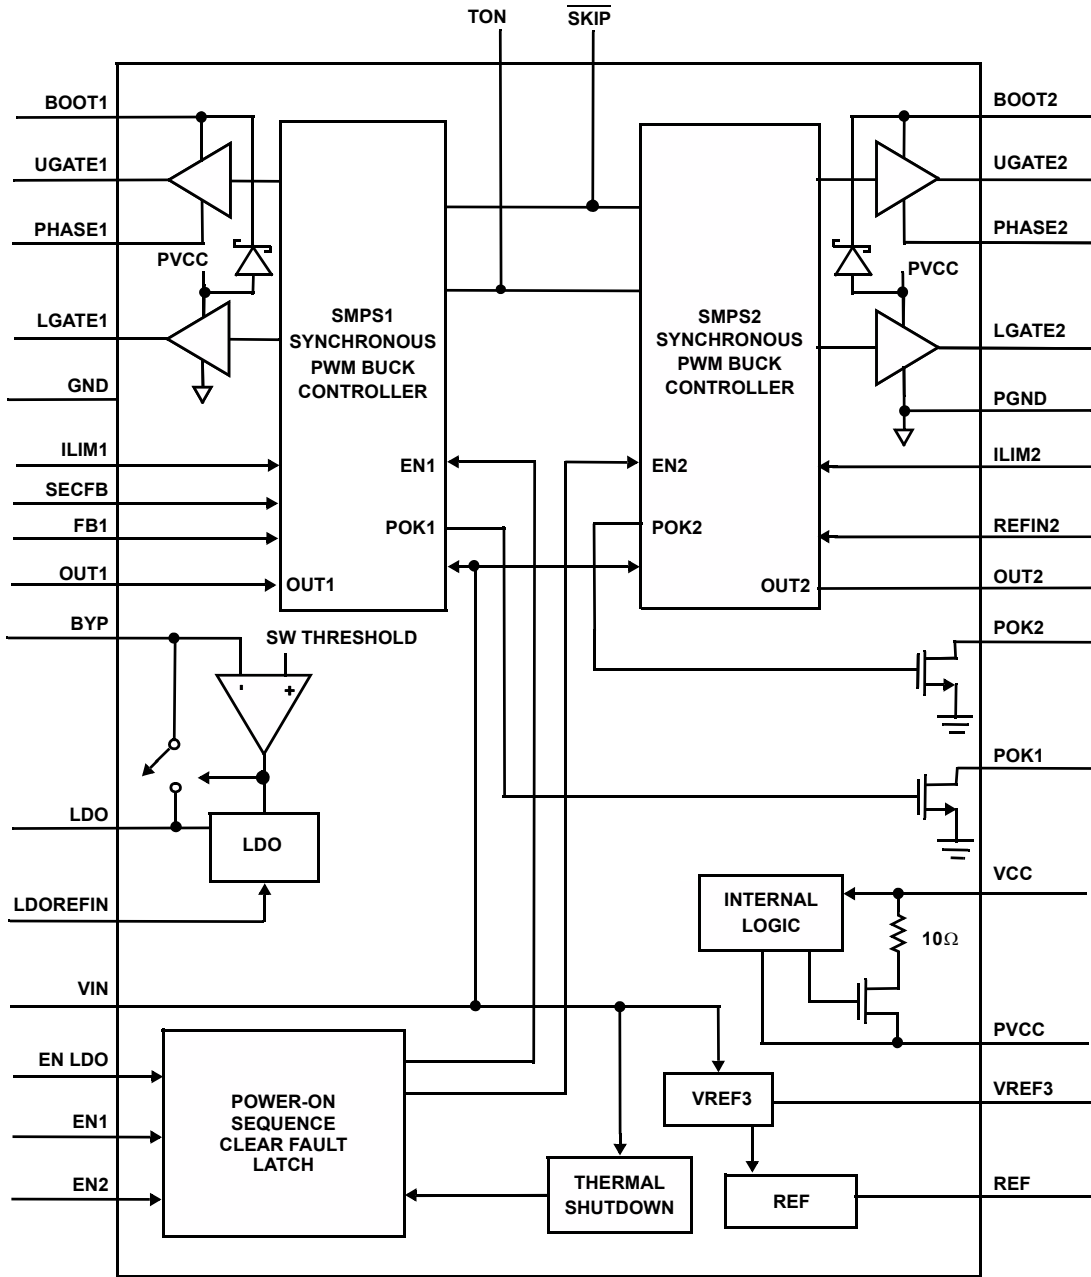 TON
SKIP
BOOT1
BOOT2
UGATE1
UGATE2
PHASE1
PHASE2
PVCC
PVCC
LGATE1
LGATE2
SMPS1
SYNCHRONOUS
PWM BUCK
CONTROLLER
SMPS2
SYNCHRONOUS
PWM BUCK
CONTROLLER
GND
PGND
ILIM1
EN1
EN2
ILIM2
SECFB
FB1
POK1
POK2
REFIN2
OUT1
OUT1
OUT2
OUT2
BYP
SW THRESHOLD
POK2
-
+
POK1
LDO
LDO
LDOREFIN
VCC
INTERNAL
LOGIC
10Ω
VIN
PVCC
EN LDO
EN1
EN2
POWER-ON
SEQUENCE
CLEAR FAULT
LATCH
VREF3
VREF3
THERMAL
SHUTDOWN
REF
REF